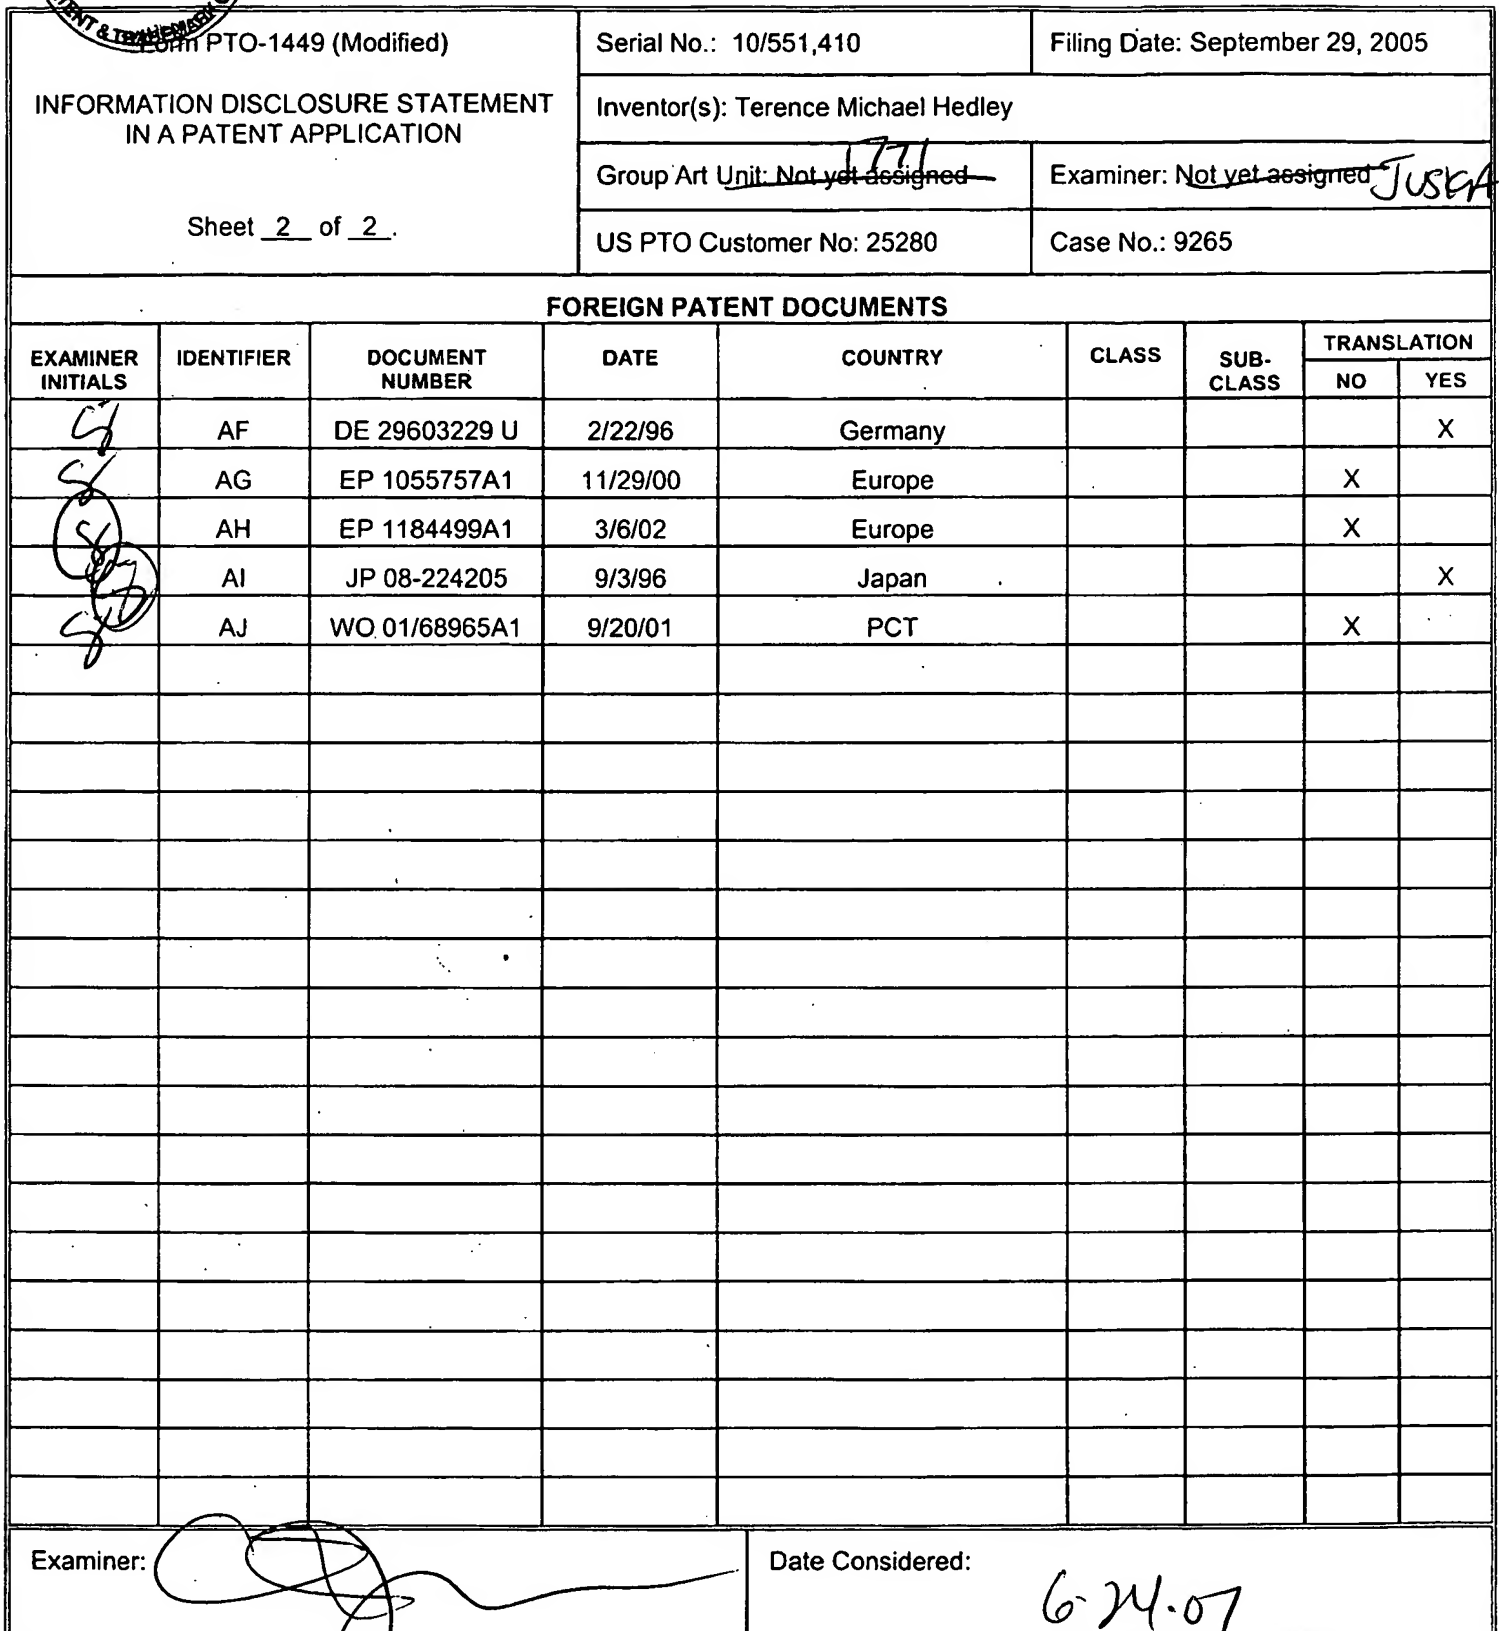 ENT & TRADEMARK
Form PTO-1449 (Modified)
INFORMATION DISCLOSURE STATEMENT
IN A PATENT APPLICATION
Sheet 2 of 2.
Serial No.: 10/551,410
Filing Date: September 29, 2005
Inventor(s): Terence Michael Hedley
1771
Group Art Unit: Not yet assigned
Examiner: Not yet assigned JUSKA
US PTO Customer No: 25280
Case No.: 9265
FOREIGN PATENT DOCUMENTS
EXAMINER INITIALS IDENTIFIER DOCUMENT NUMBER DATE COUNTRY CLASS SUB-CLASS TRANSLATION
NO YES
AF DE 29603229 U 2/22/96 Germany X
AG EP 1055757A1 11/29/00 Europe X
AH EP 1184499A1 3/6/02 Europe X
AI JP 08-224205 9/3/96 Japan X
AJ WO 01/68965A1 9/20/01 PCT X
Examiner:
Date Considered:
6-24-07